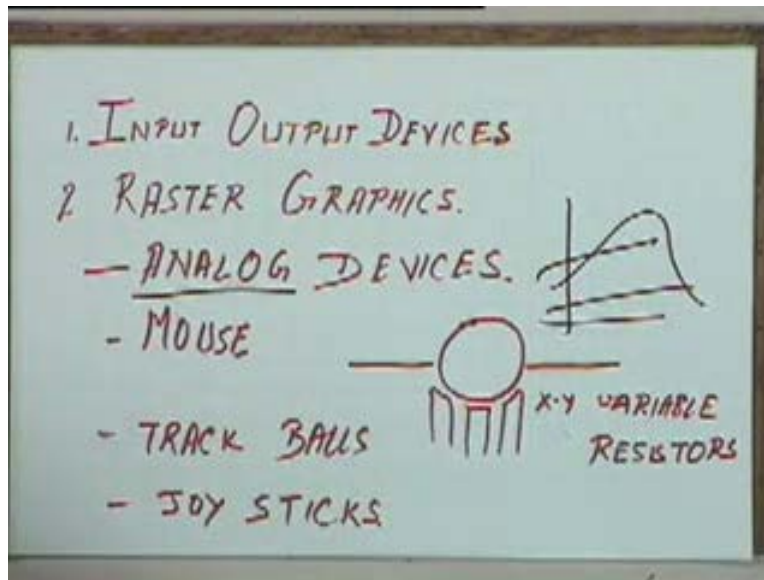 1. INPUT OUTPUT DEVICES
2 RASTER GRAPHICS.
— ANALOG DEVICES.
- MOUSE
X-Y VARIABLE
RESISTORS
- TRACK BALLS
- JOY STICKS